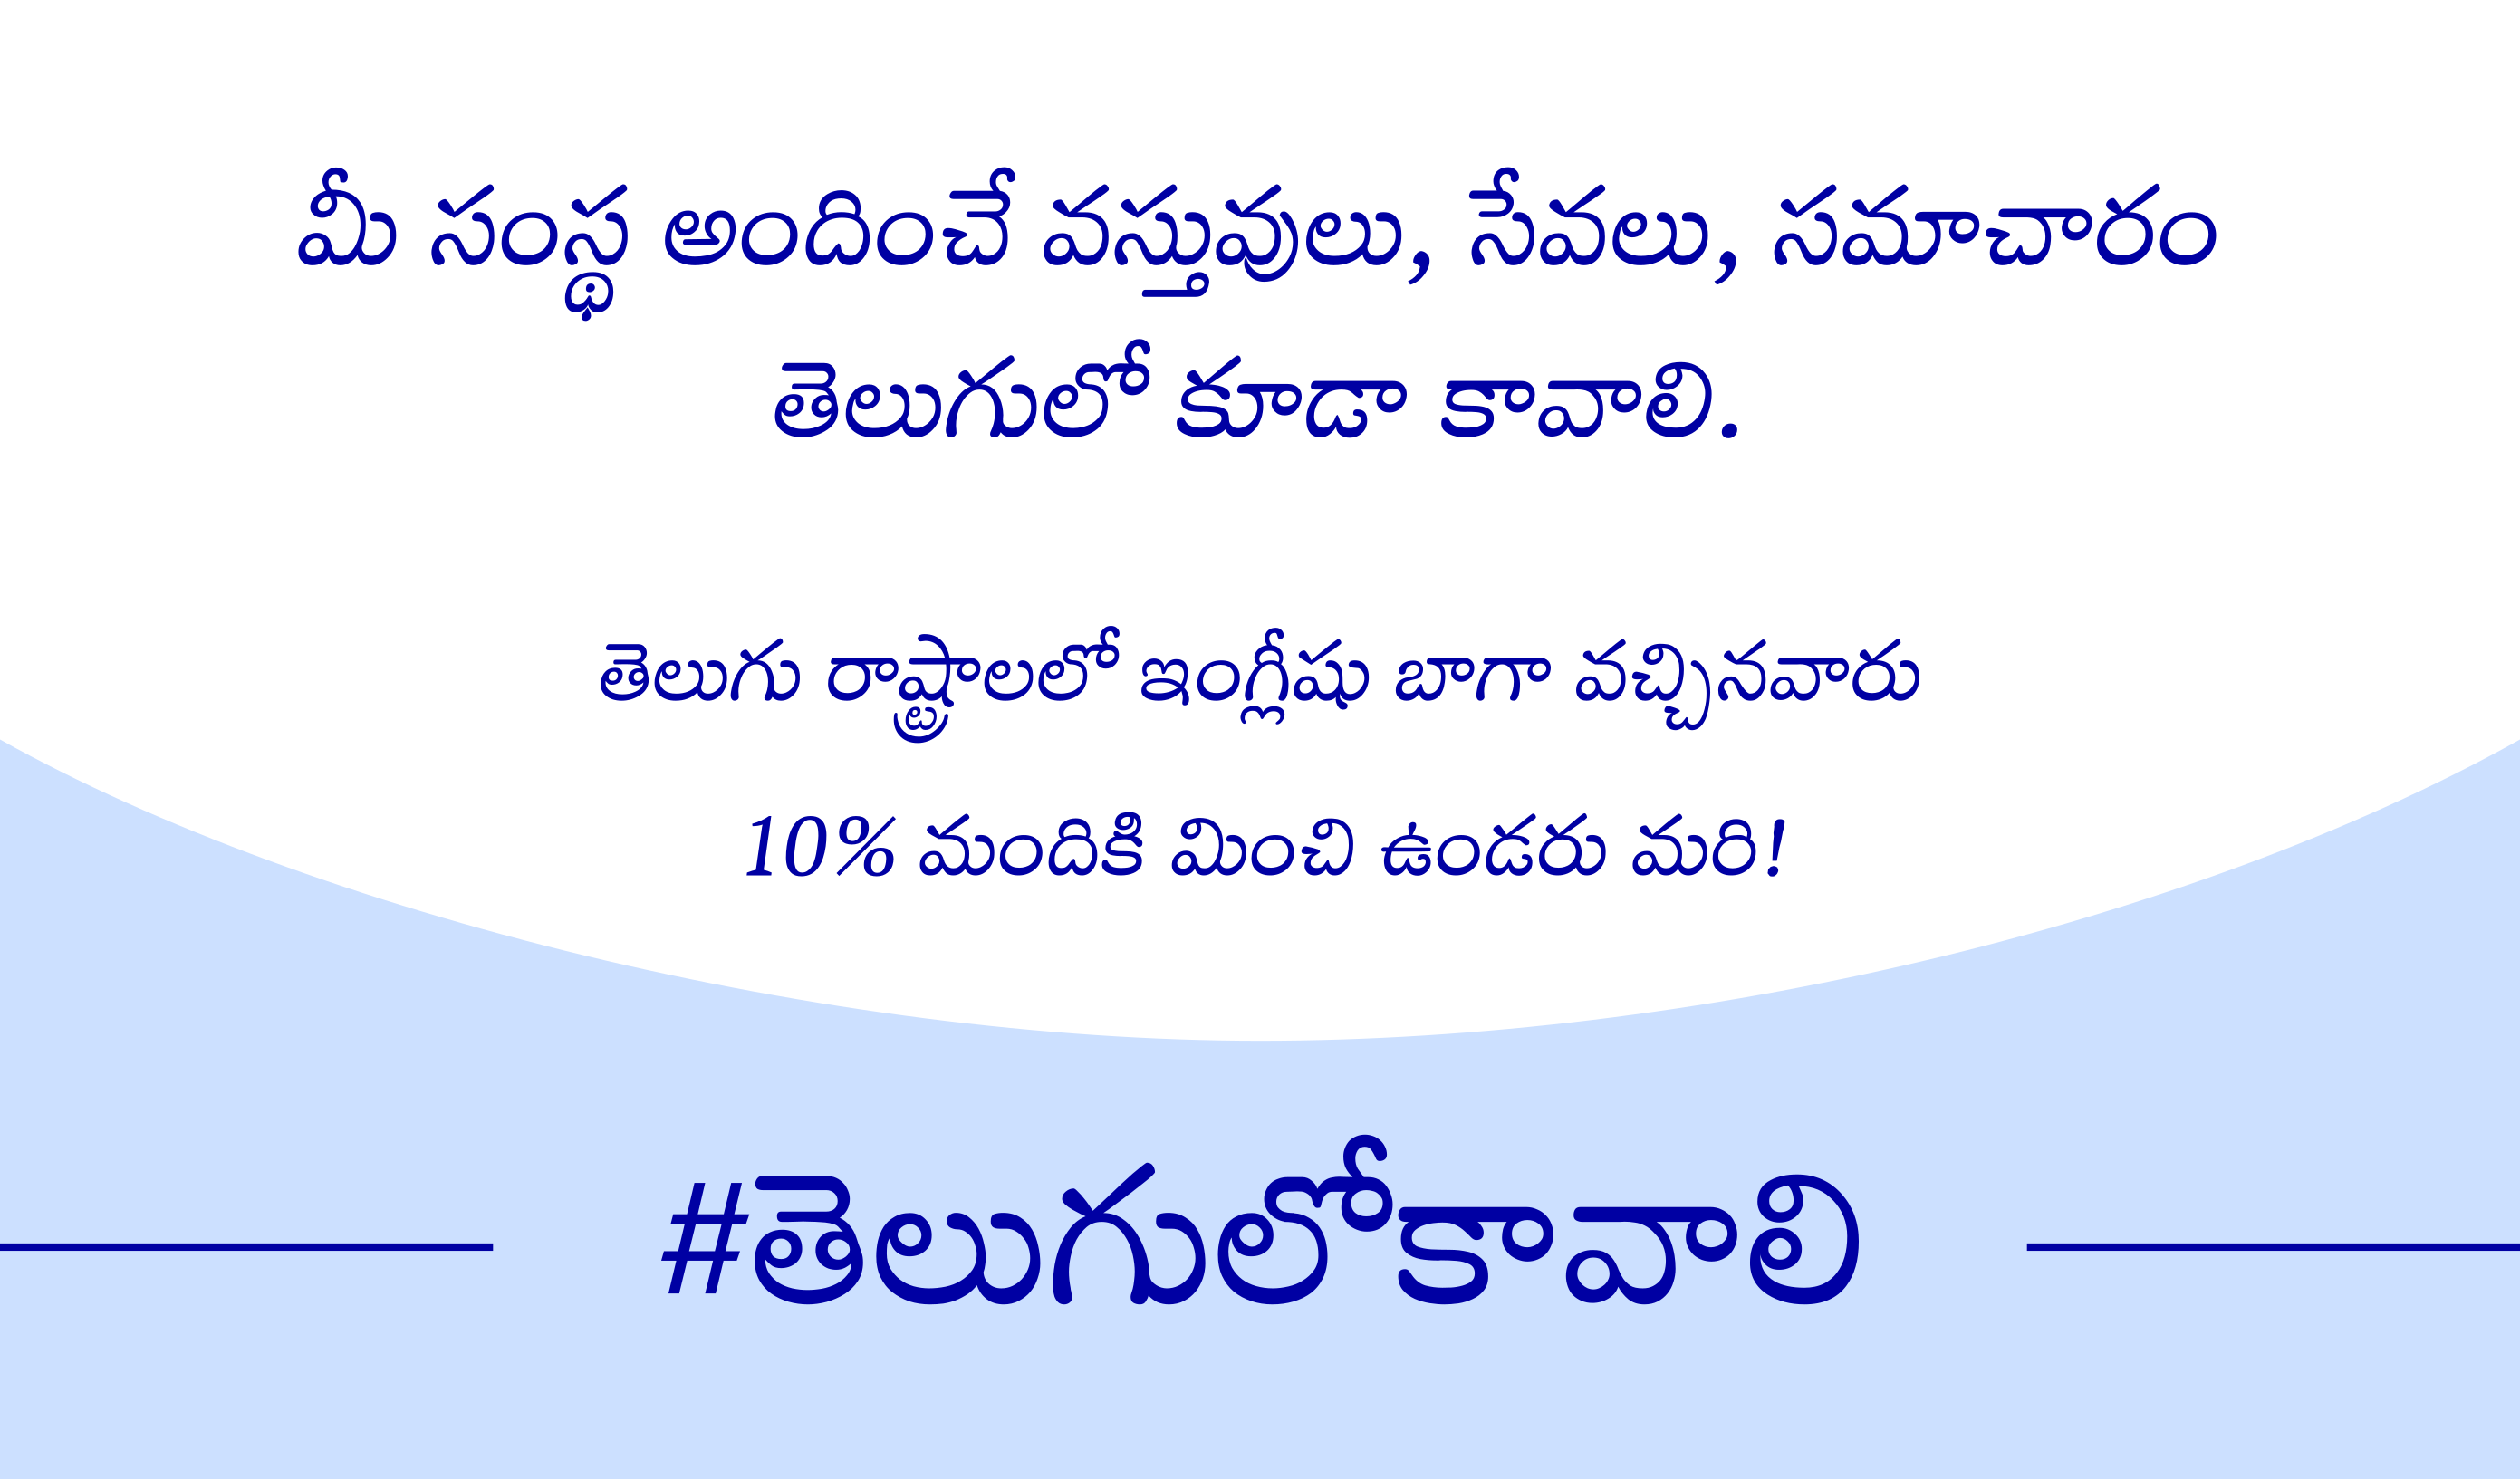 మీ సంస్థ అందించే వస్తువులు, సేవలు, సమాచారం
తెలుగులో కూడా కావాలి.
తెలుగు రాష్ట్రాలలో ఇంగ్లీషు బాగా వచ్చినవారు
10% మందికి మించి ఉండరు మరి!
#తెలుగులోకావాలి